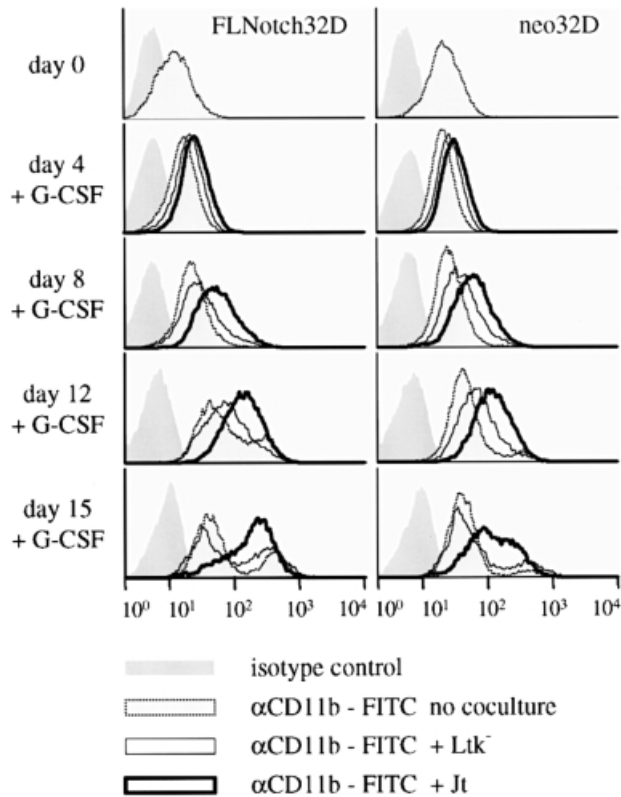 FLNotch32D neo32D
day 0
day 4
+ G-CSF
day 8
+ G-CSF
day 12
+ G-CSF
day 15
+ G-CSF
10⁰ 10¹ 10² 10³ 10⁴ 10⁰ 10¹ 10² 10³ 10⁴
isotype control
αCD11b - FITC no coculture
αCD11b - FITC + Ltk⁻
αCD11b - FITC + Jt